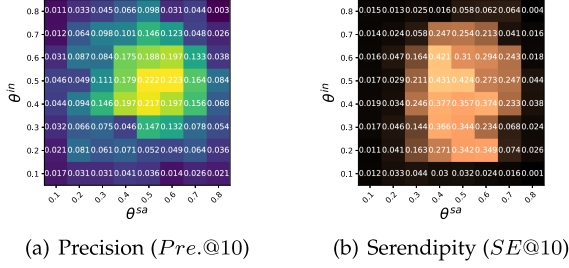 0.8 0.011 0.031 0.045 0.066 0.098 0.031 0.044 0.003 0.8 0.015 0.013 0.025 0.016 0.058 0.062 0.064 0.004
0.7 0.012 0.064 0.098 0.101 0.146 0.123 0.048 0.026 0.7 0.014 0.024 0.058 0.247 0.254 0.213 0.028 0.011
0.6 0.031 0.087 0.084 0.175 0.188 0.197 0.133 0.068 0.6 0.016 0.047 0.164 0.421 0.31 0.294 0.243 0.044
0.5 0.046 0.049 0.111 0.179 0.222 0.223 0.164 0.084 0.5 0.017 0.029 0.211 0.431 0.424 0.273 0.247 0.033
θ^in θ^in
0.4 0.044 0.094 0.146 0.197 0.217 0.197 0.156 0.068 0.4 0.019 0.034 0.246 0.377 0.357 0.374 0.233 0.038
0.3 0.032 0.066 0.075 0.046 0.147 0.132 0.078 0.054 0.3 0.012 0.033 0.144 0.366 0.344 0.234 0.068 0.024
0.2 0.021 0.081 0.061 0.071 0.052 0.049 0.064 0.036 0.2 0.021 0.041 0.163 0.271 0.342 0.349 0.074 0.026
0.1 0.017 0.031 0.031 0.041 0.016 0.014 0.026 0.021 0.1 0.012 0.033 0.044 0.03 0.024 0.016 0.024 0.011
0.1 0.2 0.3 0.4 0.5 0.6 0.7 0.8 0.1 0.2 0.3 0.4 0.5 0.6 0.7 0.8
θ^sa θ^sa
(a) Precision (Pre.@10) (b) Serendipity (SE@10)